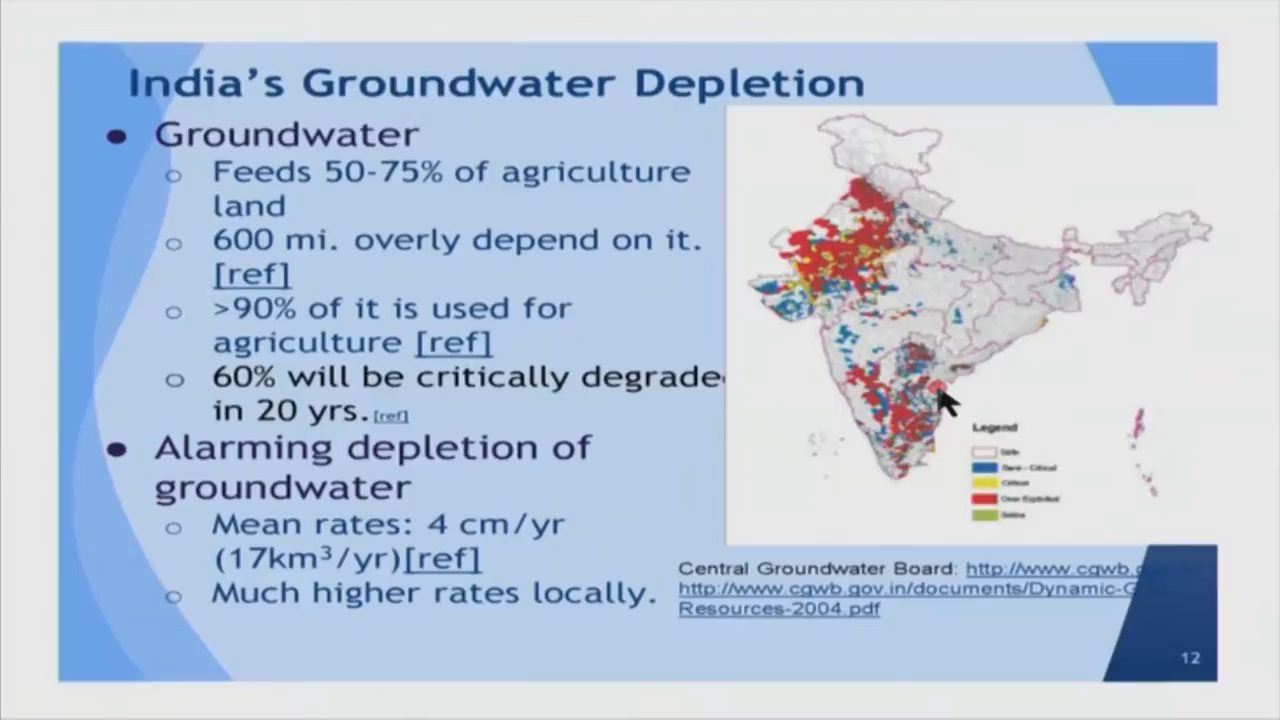 India's Groundwater Depletion
● Groundwater
o Feeds 50-75% of agriculture
land
o 600 mi. overly depend on it.
[ref]
o >90% of it is used for
agriculture [ref]
o 60% will be critically degrade
in 20 yrs. [ref]
● Alarming depletion of
groundwater
o Mean rates: 4 cm/yr
(17km³/yr)[ref]
o Much higher rates locally.
Legend
Critical
Over Exploited
Central Groundwater Board: http://www.cgwb.
http://www.cgwb.gov.in/documents/Dynamic-G
Resources-2004.pdf
12